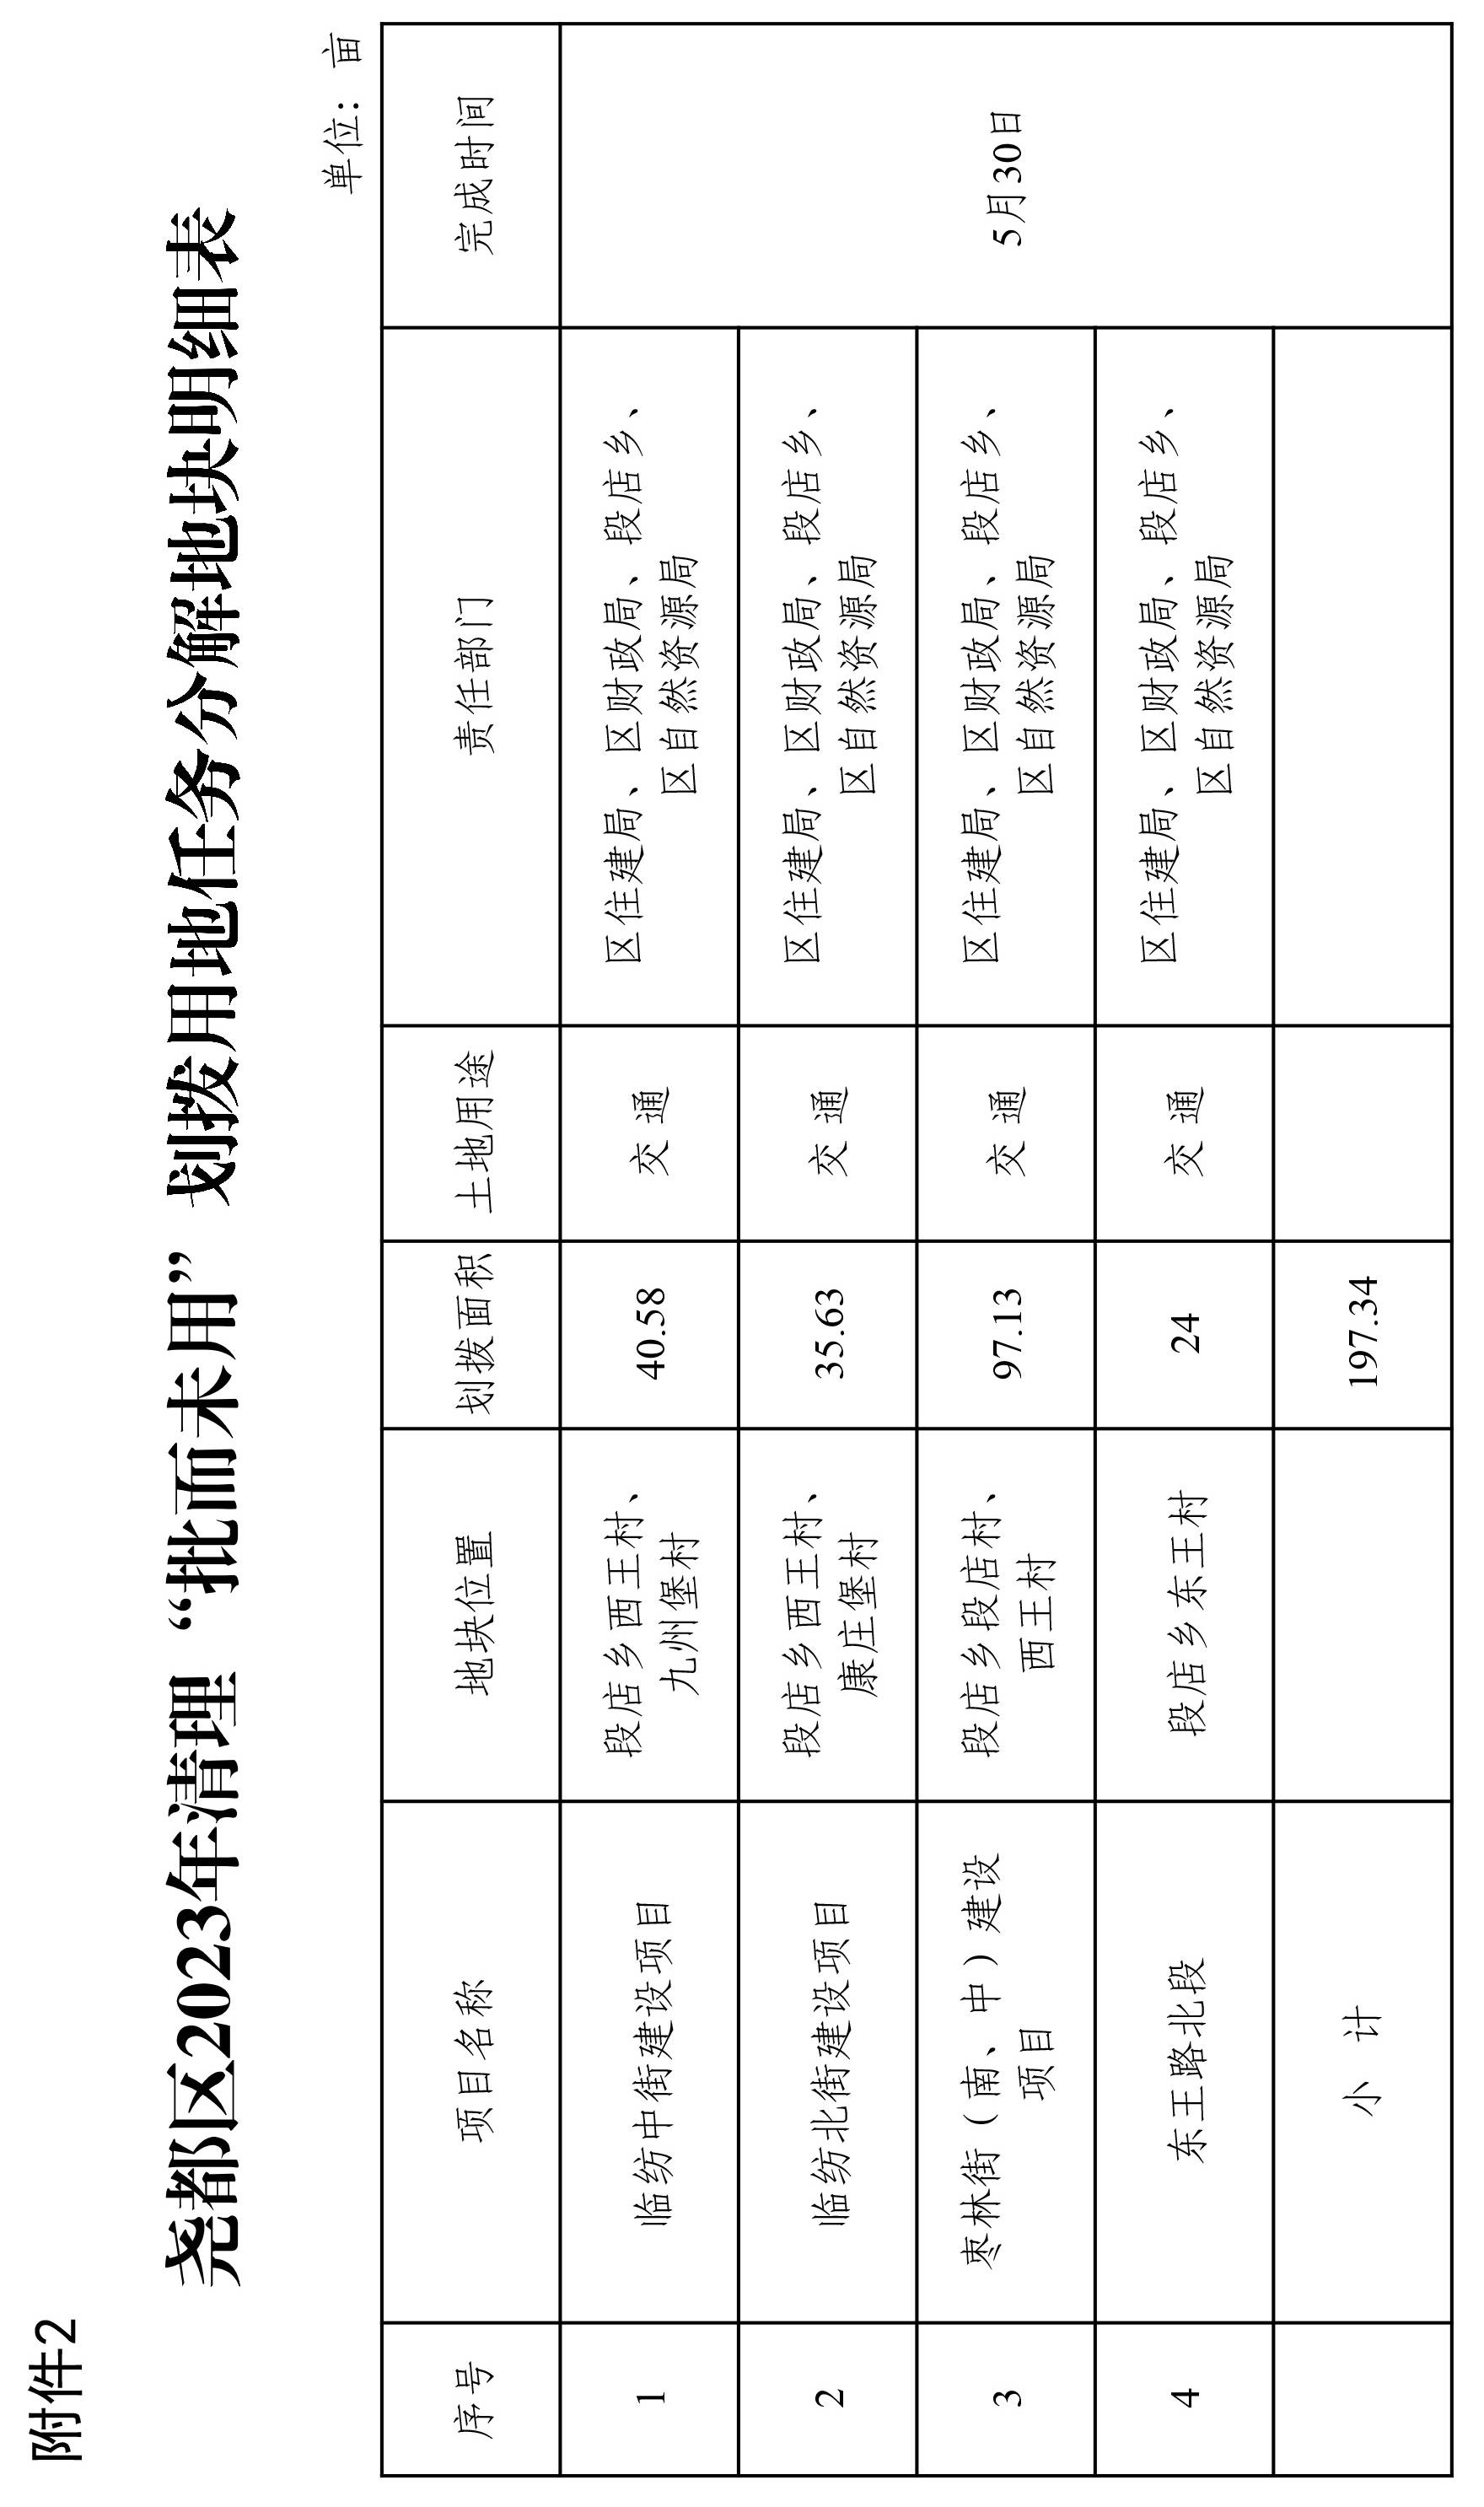 附件2
尧都区2023年清理“批而未用”划拨用地任务分解地块明细表
单位：亩
序号 项目名称 地块位置 划拨面积 土地用途 责任部门 完成时间
1 临纺中街建设项目 段店乡西王村、 40.58 交通 区住建局、区财政局、段店乡、 5月30日
九州堡村 区自然资源局
2 临纺北街建设项目 段店乡西王村、 35.63 交通 区住建局、区财政局、段店乡、
康庄堡村 区自然资源局
3 枣林街（南、中）建设 段店乡段店村、 97.13 交通 区住建局、区财政局、段店乡、
项目 西王村 区自然资源局
4 东王路北段 段店乡东王村 24 交通 区住建局、区财政局、段店乡、
区自然资源局
小 计 197.34